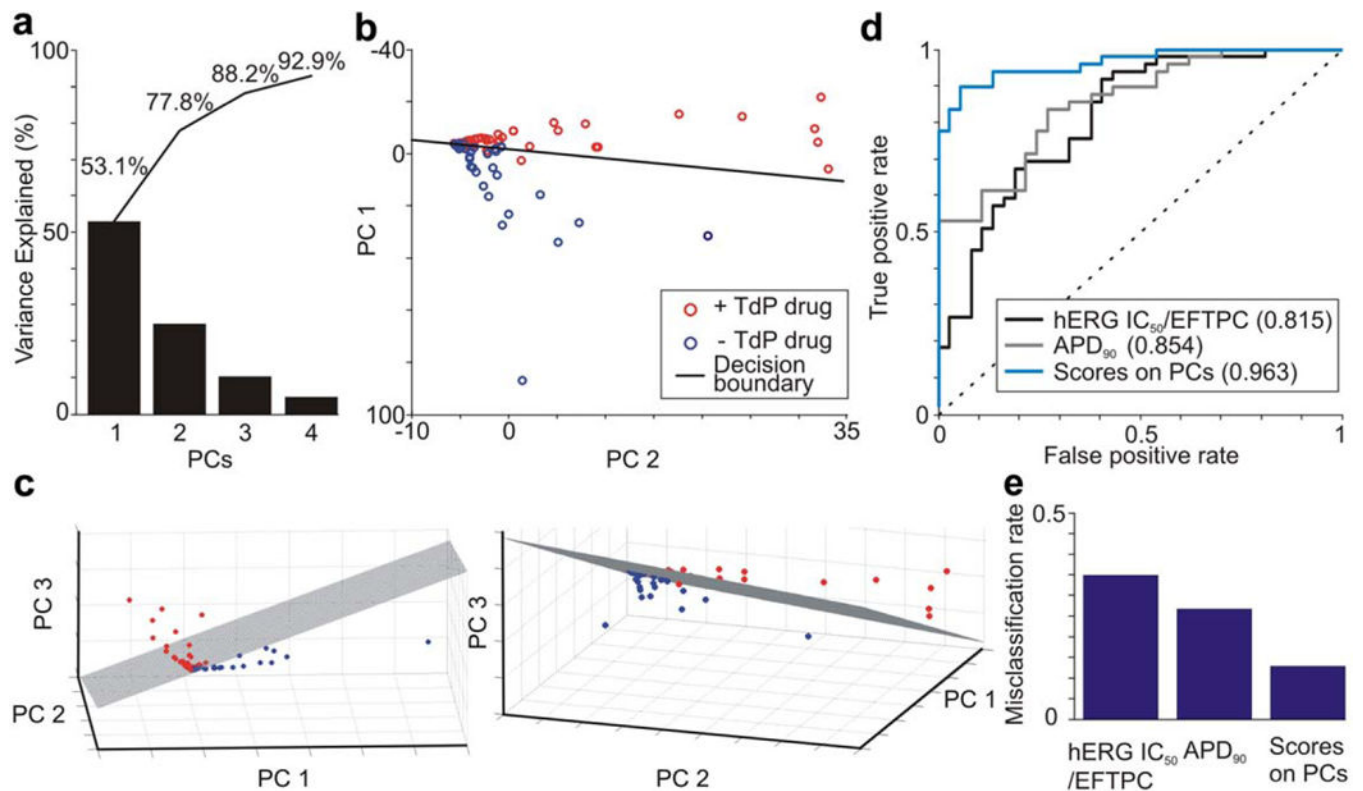 a
100
50
0
Variance Explained (%)
53.1%
77.8%
88.2%
92.9%
1 2 3 4
PCs
b
-40
0
100
PC 1
-10 0 35
PC 2
+ TdP drug
- TdP drug
Decision
boundary
c
PC 3
PC 2
PC 1
PC 3
PC 1
PC 2
d
1
0.5
0
True positive rate
hERG IC₅₀/EFTPC (0.815)
APD₉₀ (0.854)
Scores on PCs (0.963)
0 0.5 1
False positive rate
e
0.5
0
Misclassification rate
hERG IC₅₀
/EFTPC
APD₉₀
Scores
on PCs